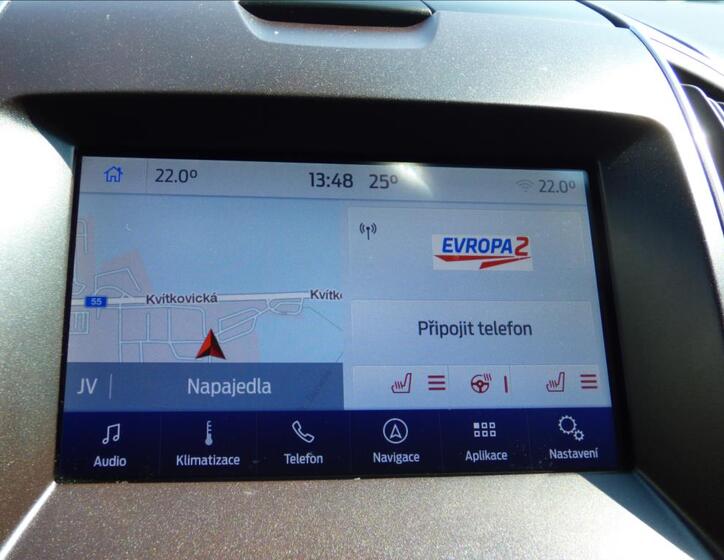 22.0° 13:48 25° 22.0°
EVROPA 2
55 Kvítkovická
Připojit telefon
JV Napajedla
Audio Klimatizace Telefon Navigace Aplikace Nastavení